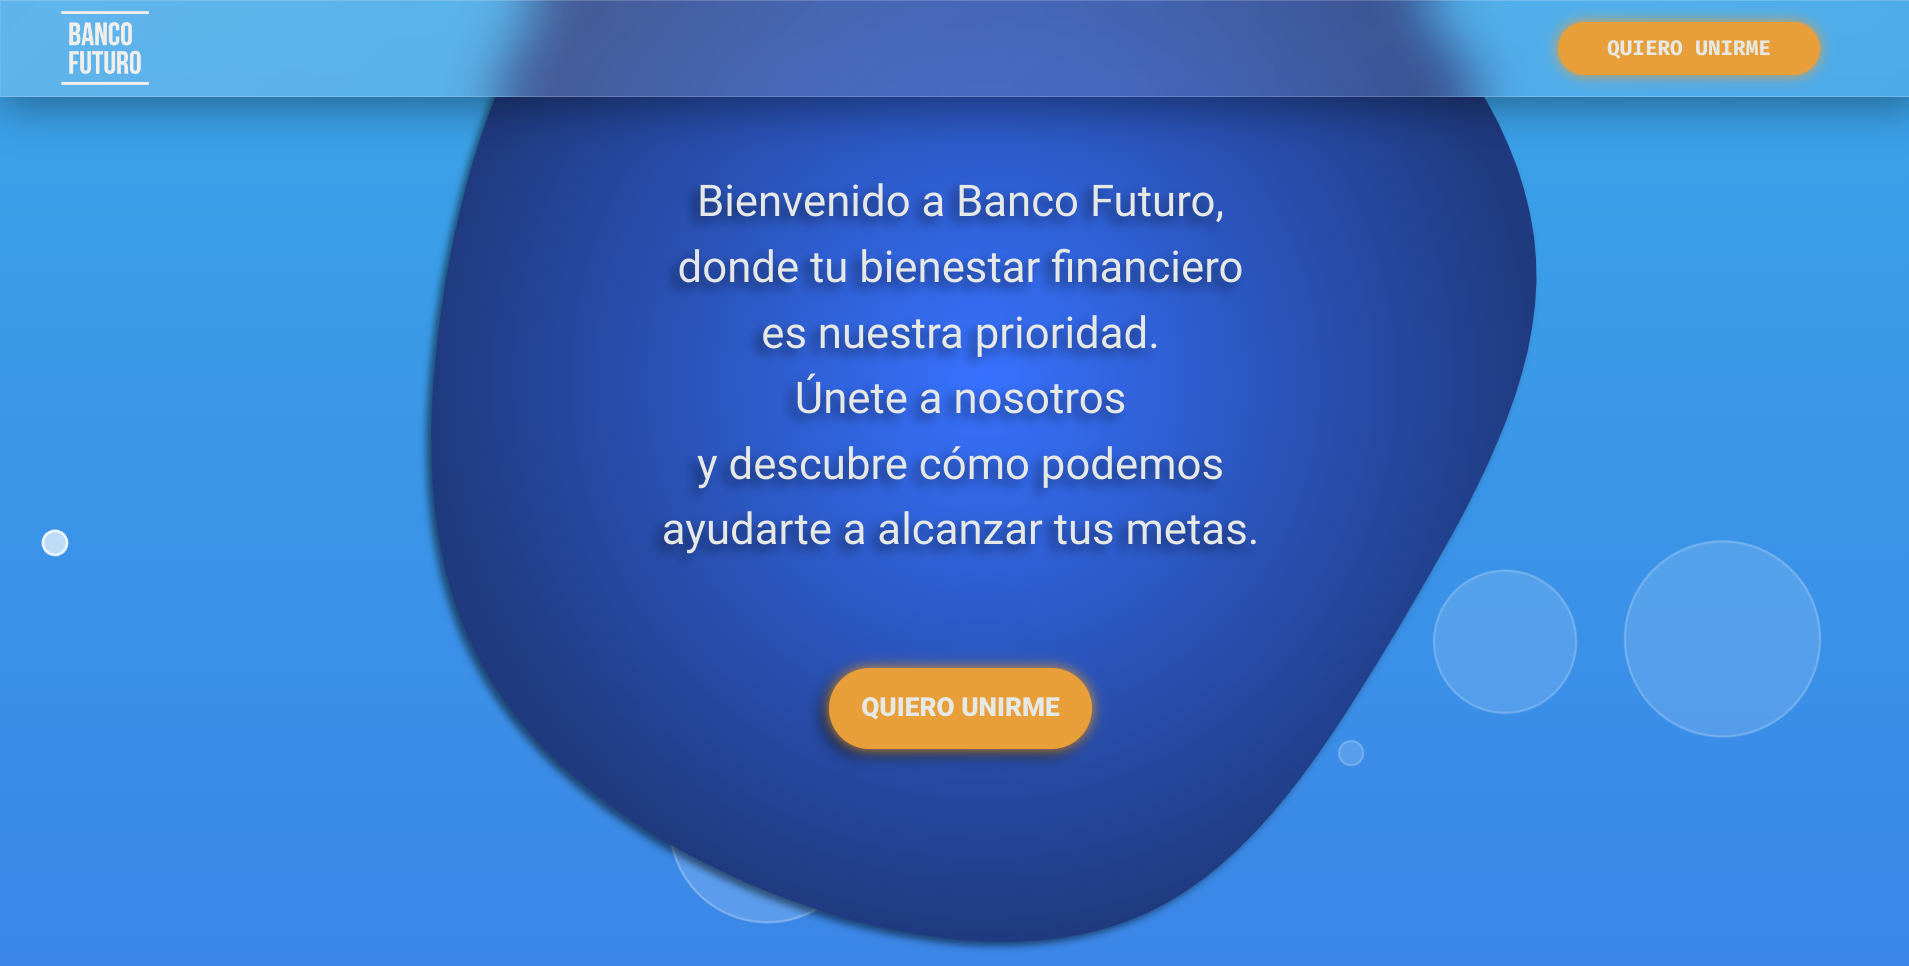 BANCO
FUTURO
QUIERO UNIRME
Bienvenido a Banco Futuro,
donde tu bienestar financiero
es nuestra prioridad.
Únete a nosotros
y descubre cómo podemos
ayudarte a alcanzar tus metas.
QUIERO UNIRME